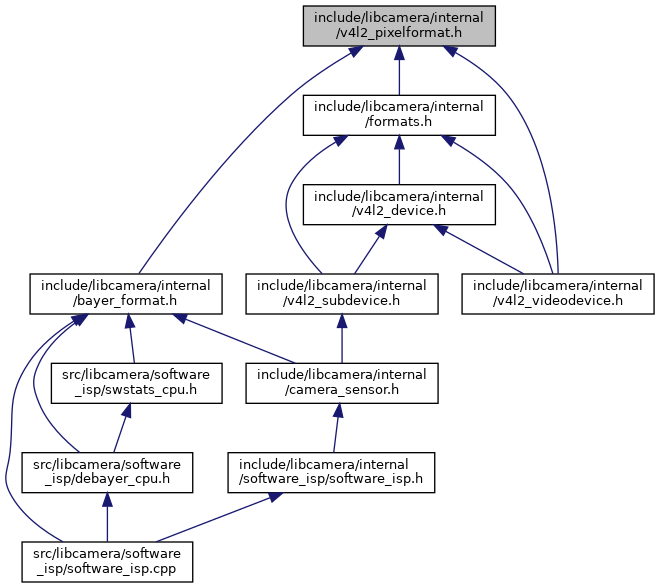 include/libcamera/internal
/v4l2_pixelformat.h
include/libcamera/internal
/formats.h
include/libcamera/internal
/v4l2_device.h
include/libcamera/internal
/bayer_format.h
include/libcamera/internal
/v4l2_subdevice.h
include/libcamera/internal
/v4l2_videodevice.h
src/libcamera/software
_isp/swstats_cpu.h
include/libcamera/internal
/camera_sensor.h
src/libcamera/software
_isp/debayer_cpu.h
include/libcamera/internal
/software_isp/software_isp.h
src/libcamera/software
_isp/software_isp.cpp